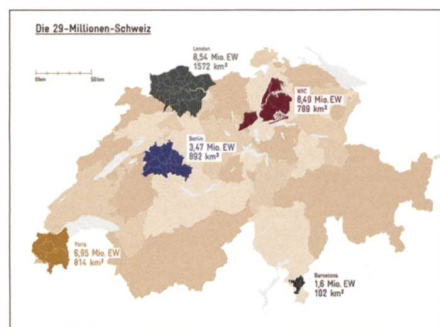 Die 29-Millionen-Schweiz
0km 50km
London
8,54 Mio. EW
1572 km²
NYC
8,49 Mio. EW
789 km²
Berlin
3,47 Mio. EW
892 km²
Paris
6,95 Mio. EW
814 km²
Barcelona
1,6 Mio. EW
102 km²